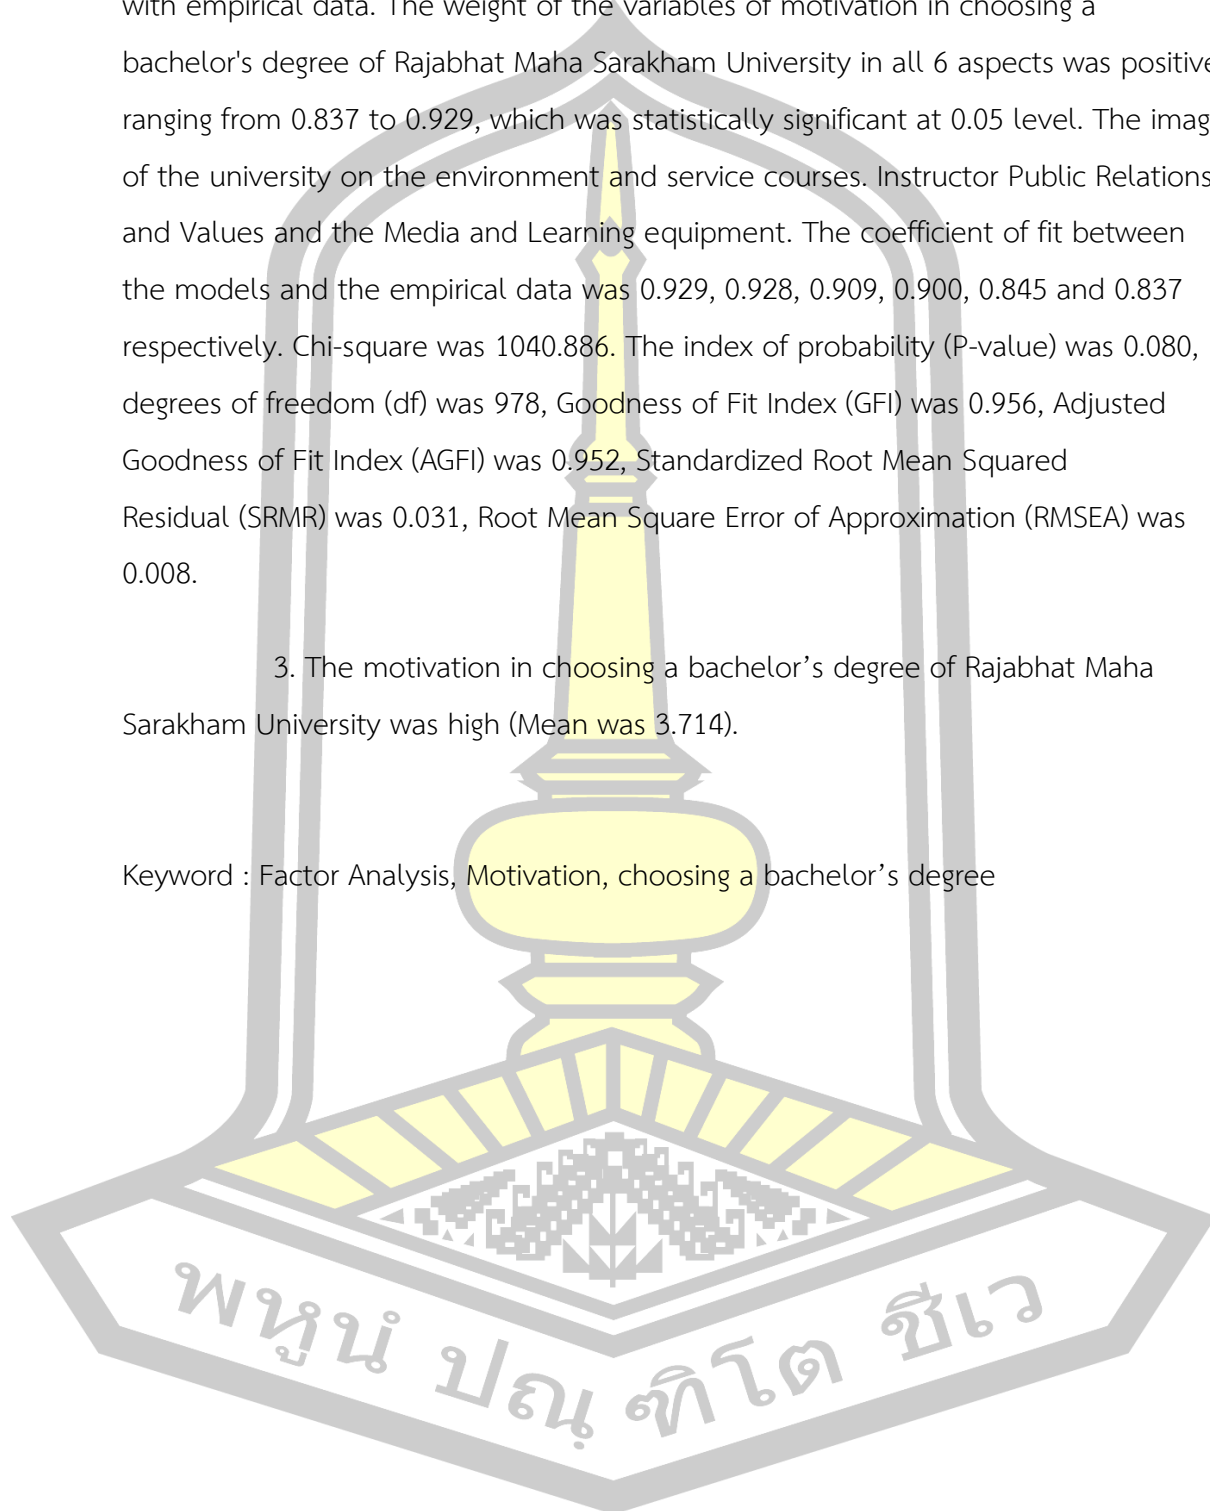 with empirical data. The weight of the variables of motivation in choosing a
bachelor's degree of Rajabhat Maha Sarakham University in all 6 aspects was positive
ranging from 0.837 to 0.929, which was statistically significant at 0.05 level. The imag
of the university on the environment and service courses. Instructor Public Relations
and Values and the Media and Learning equipment. The coefficient of fit between
the models and the empirical data was 0.929, 0.928, 0.909, 0.900, 0.845 and 0.837
respectively. Chi-square was 1040.886. The index of probability (P-value) was 0.080,
degrees of freedom (df) was 978, Goodness of Fit Index (GFI) was 0.956, Adjusted
Goodness of Fit Index (AGFI) was 0.952, Standardized Root Mean Squared
Residual (SRMR) was 0.031, Root Mean Square Error of Approximation (RMSEA) was
0.008.
3. The motivation in choosing a bachelor’s degree of Rajabhat Maha
Sarakham University was high (Mean was 3.714).
Keyword : Factor Analysis, Motivation, choosing a bachelor’s degree
พหูนํ ปณฺฑิโต ชีเว